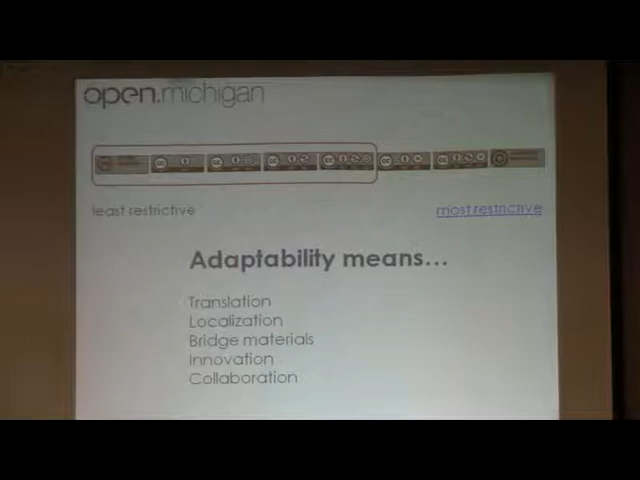 open.michigan
least restrictive
most restrictive
Adaptability means...
Translation
Localization
Bridge materials
Innovation
Collaboration